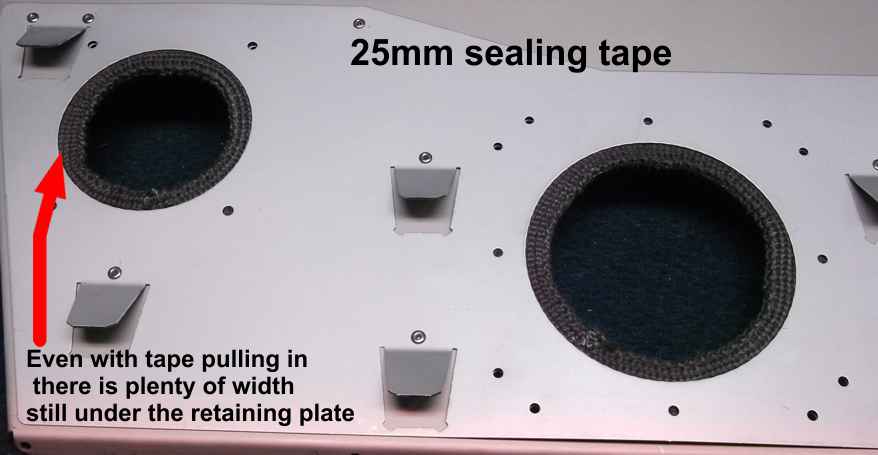 25mm sealing tape
Even with tape pulling in
there is plenty of width
still under the retaining plate